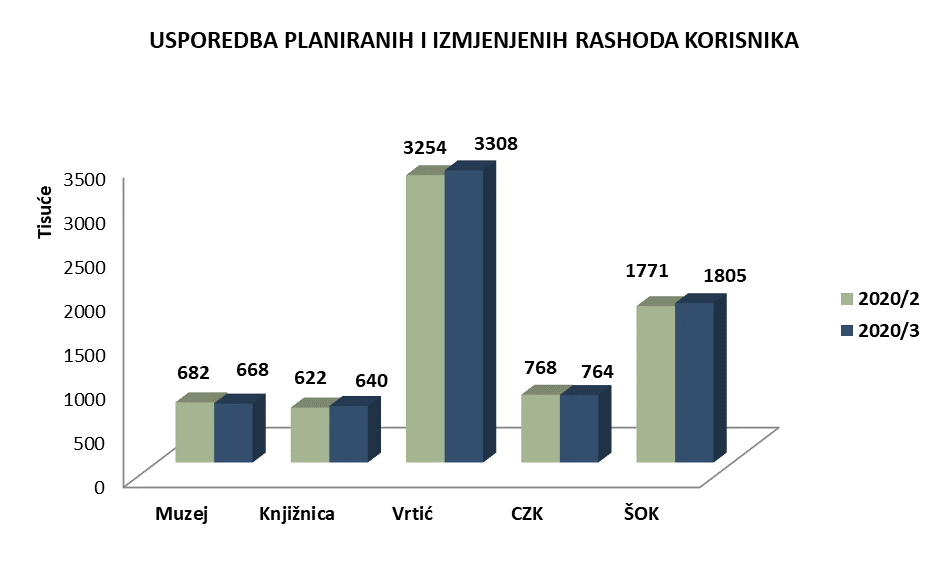 USPOREDBA PLANIRANIH I IZMJENJENIH RASHODA KORISNIKA
Tisuće
3500
3000
2500
2000
1500
1000
500
0
682
668
622
640
3254
3308
768
764
1771
1805
Muzej
Knjižnica
Vrtić
CZK
ŠOK
2020/2
2020/3